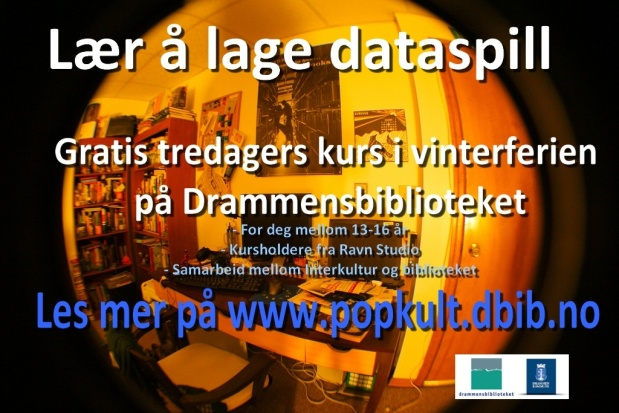 Lær å lage dataspill
Gratis tredagers kurs i vinterferien
på Drammensbiblioteket
- For deg mellom 13-16 år
- Kursholdere fra Ravn Studio
- Samarbeid mellom Interkultur og biblioteket
Les mer på www.popkult.dbib.no
drammensbiblioteket